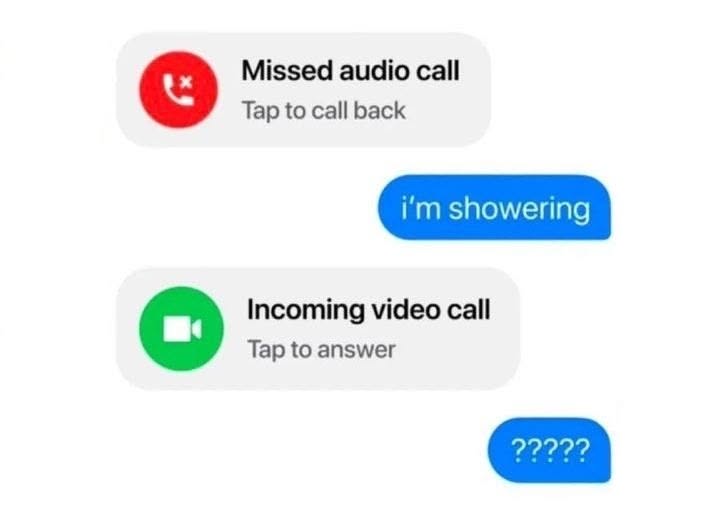 Missed audio call
Tap to call back
i'm showering
Incoming video call
Tap to answer
?????